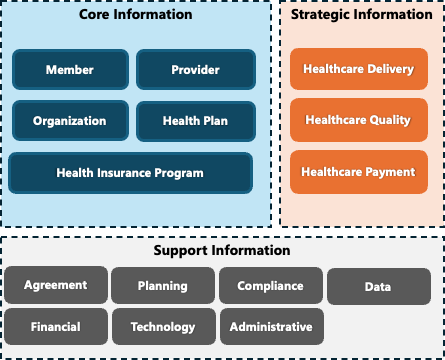 Core Information
Member
Provider
Organization
Health Plan
Health Insurance Program
Strategic Information
Healthcare Delivery
Healthcare Quality
Healthcare Payment
Support Information
Agreement
Planning
Compliance
Data
Financial
Technology
Administrative